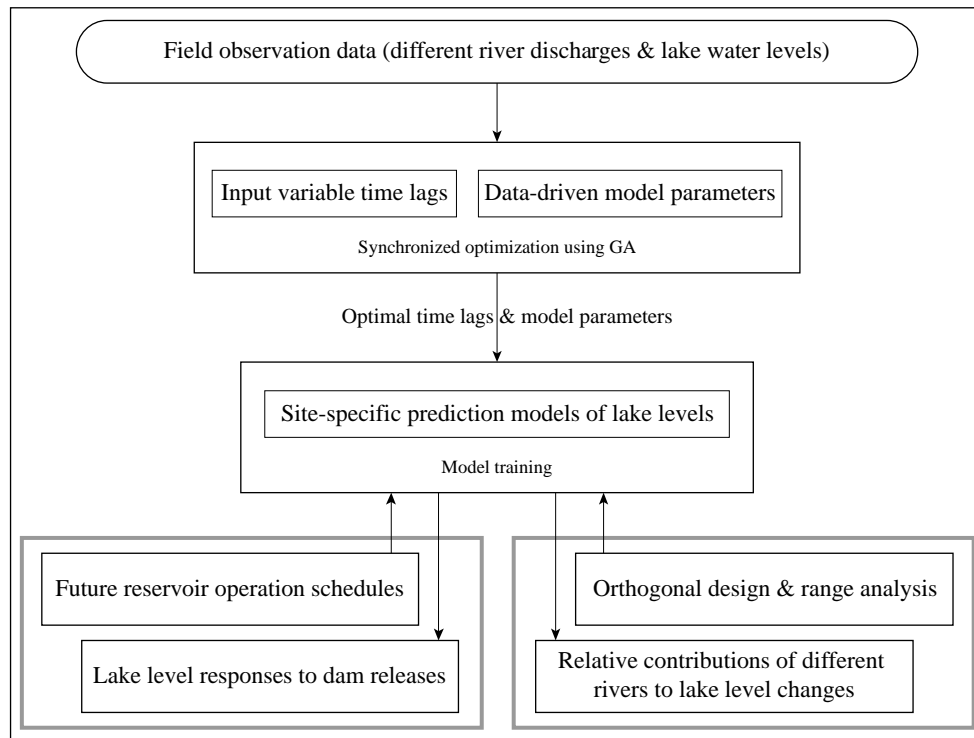 Field observation data (different river discharges & lake water levels)
Input variable time lags
Data-driven model parameters
Synchronized optimization using GA
Optimal time lags & model parameters
Site-specific prediction models of lake levels
Model training
Future reservoir operation schedules
Lake level responses to dam releases
Orthogonal design & range analysis
Relative contributions of different
rivers to lake level changes